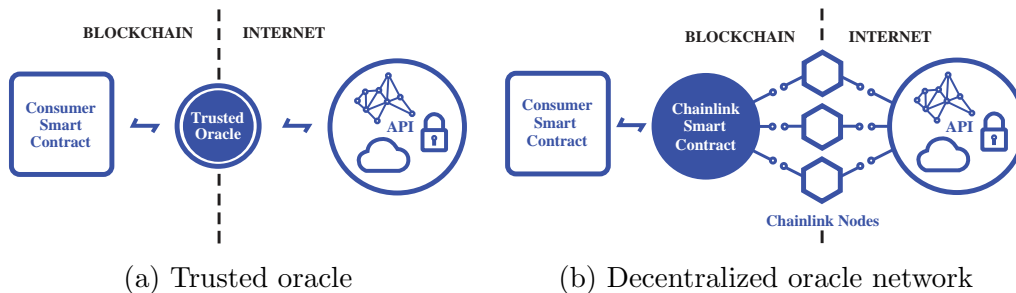 BLOCKCHAIN INTERNET
Consumer
Smart
Contract
Trusted
Oracle
API
(a) Trusted oracle
BLOCKCHAIN INTERNET
Consumer
Smart
Contract
Chainlink
Smart
Contract
API
Chainlink Nodes
(b) Decentralized oracle network